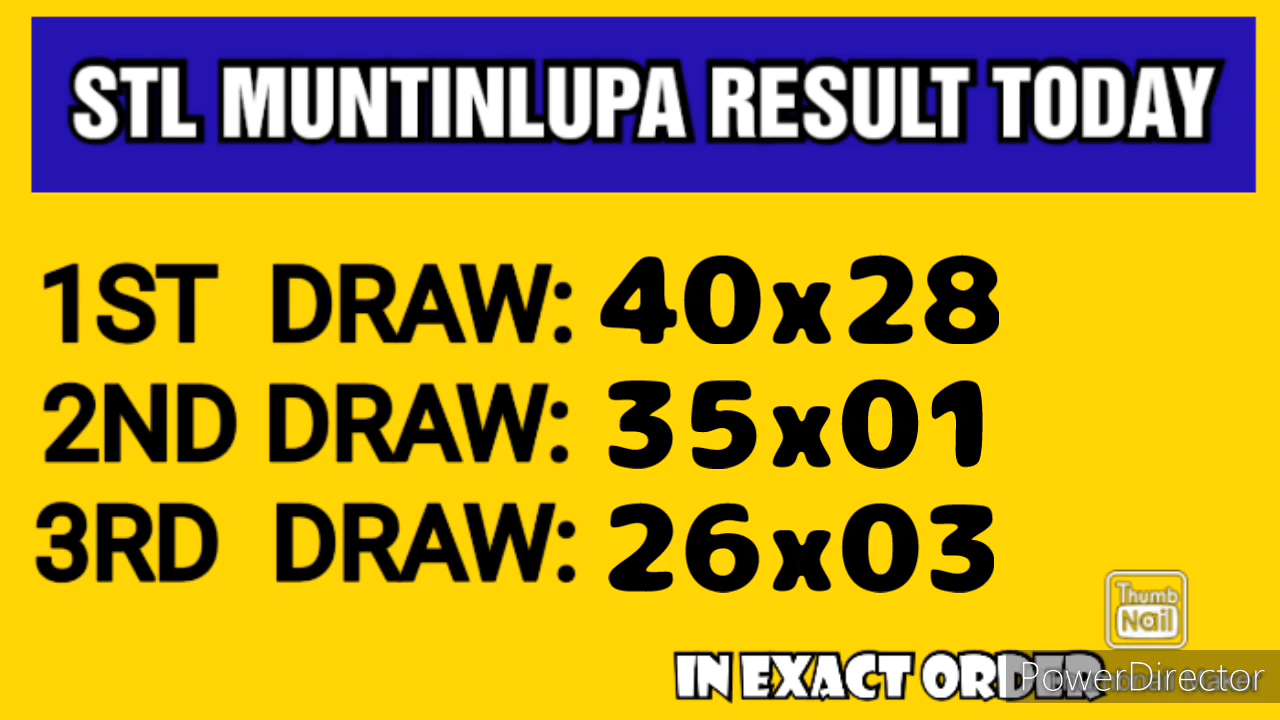 STL MUNTINLUPA RESULT TODAY
1ST DRAW: 40x28
2ND DRAW: 35x01
3RD DRAW: 26x03
Thumb
Nail
IN EXACT ORDER
PowerDirector